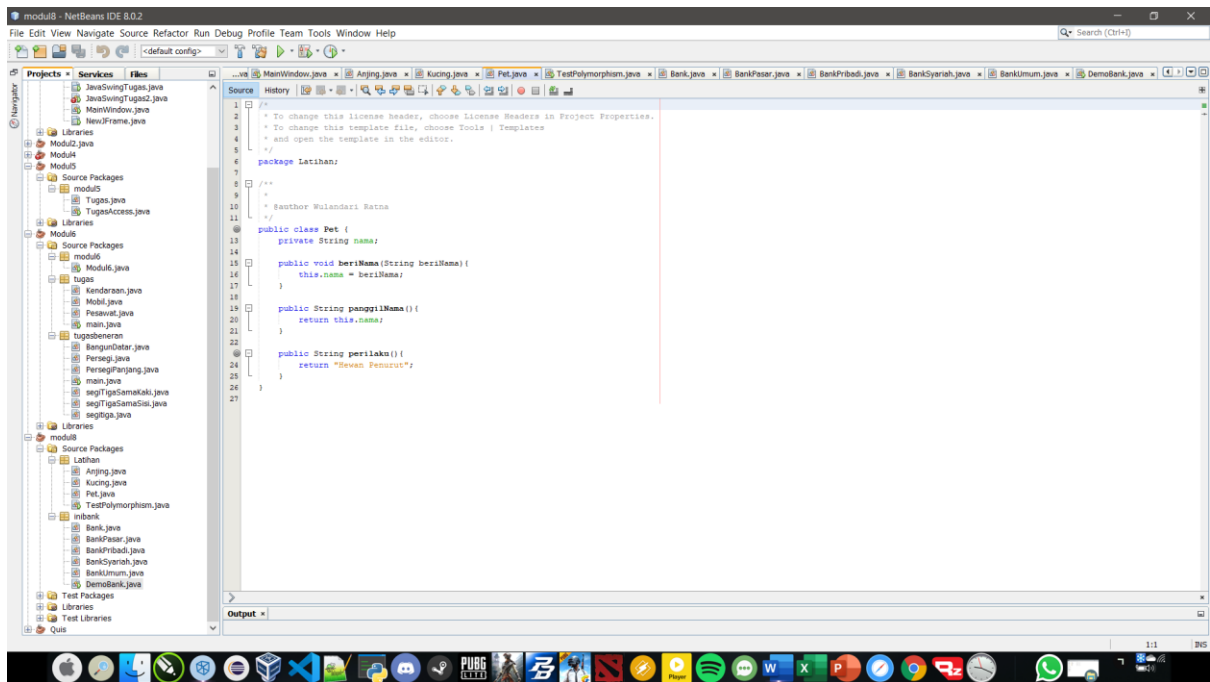 modul8 - NetBeans IDE 8.0.2
File Edit View Navigate Source Refactor Run Debug Profile Team Tools Window Help
Search (Ctrl+I)
<default config>
Projects Services Files
...va MainWindow.java Anjing.java Kucing.java Pet.java TestPolymorphism.java Bank.java BankPasar.java BankPribadi.java BankSyariah.java BankUmum.java DemoBank.java
Navigator
JavaSwingTugas.java
JavaSwingTugas2.java
MainWindow.java
NewJFrame.java
Libraries
Modul2.java
Modul4
Modul5
Source Packages
modul5
Tugas.java
TugasAccess.java
Libraries
Modul6
Source Packages
modul6
Modul6.java
tugas
Kendaraan.java
Mobil.java
Pesawat.java
main.java
tugasbeneran
BangunDatar.java
Persegi.java
PersegiPanjang.java
main.java
segiTigaSamaKaki.java
segiTigaSamaSisi.java
segitiga.java
Libraries
modul8
Source Packages
Latihan
Anjing.java
Kucing.java
Pet.java
TestPolymorphism.java
inibank
Bank.java
BankPasar.java
BankPribadi.java
BankSyariah.java
BankUmum.java
DemoBank.java
Test Packages
Libraries
Test Libraries
Quis
Source History
1 /*
2 * To change this license header, choose License Headers in Project Properties.
3 * To change this template file, choose Tools | Templates
4 * and open the template in the editor.
5 */
6 package Latihan;
7
8 /**
9 *
10 * @author Wulandari Ratna
11 */
public class Pet {
13 private String nama;
14
15 public void beriNama(String beriNama){
16 this.nama = beriNama;
17 }
18
19 public String panggilNama(){
20 return this.nama;
21 }
22
public String perilaku(){
24 return "Hewan Penurut";
25 }
26 }
27
Output
1:1 INS
PUBG
LITE
Player
W
X
P